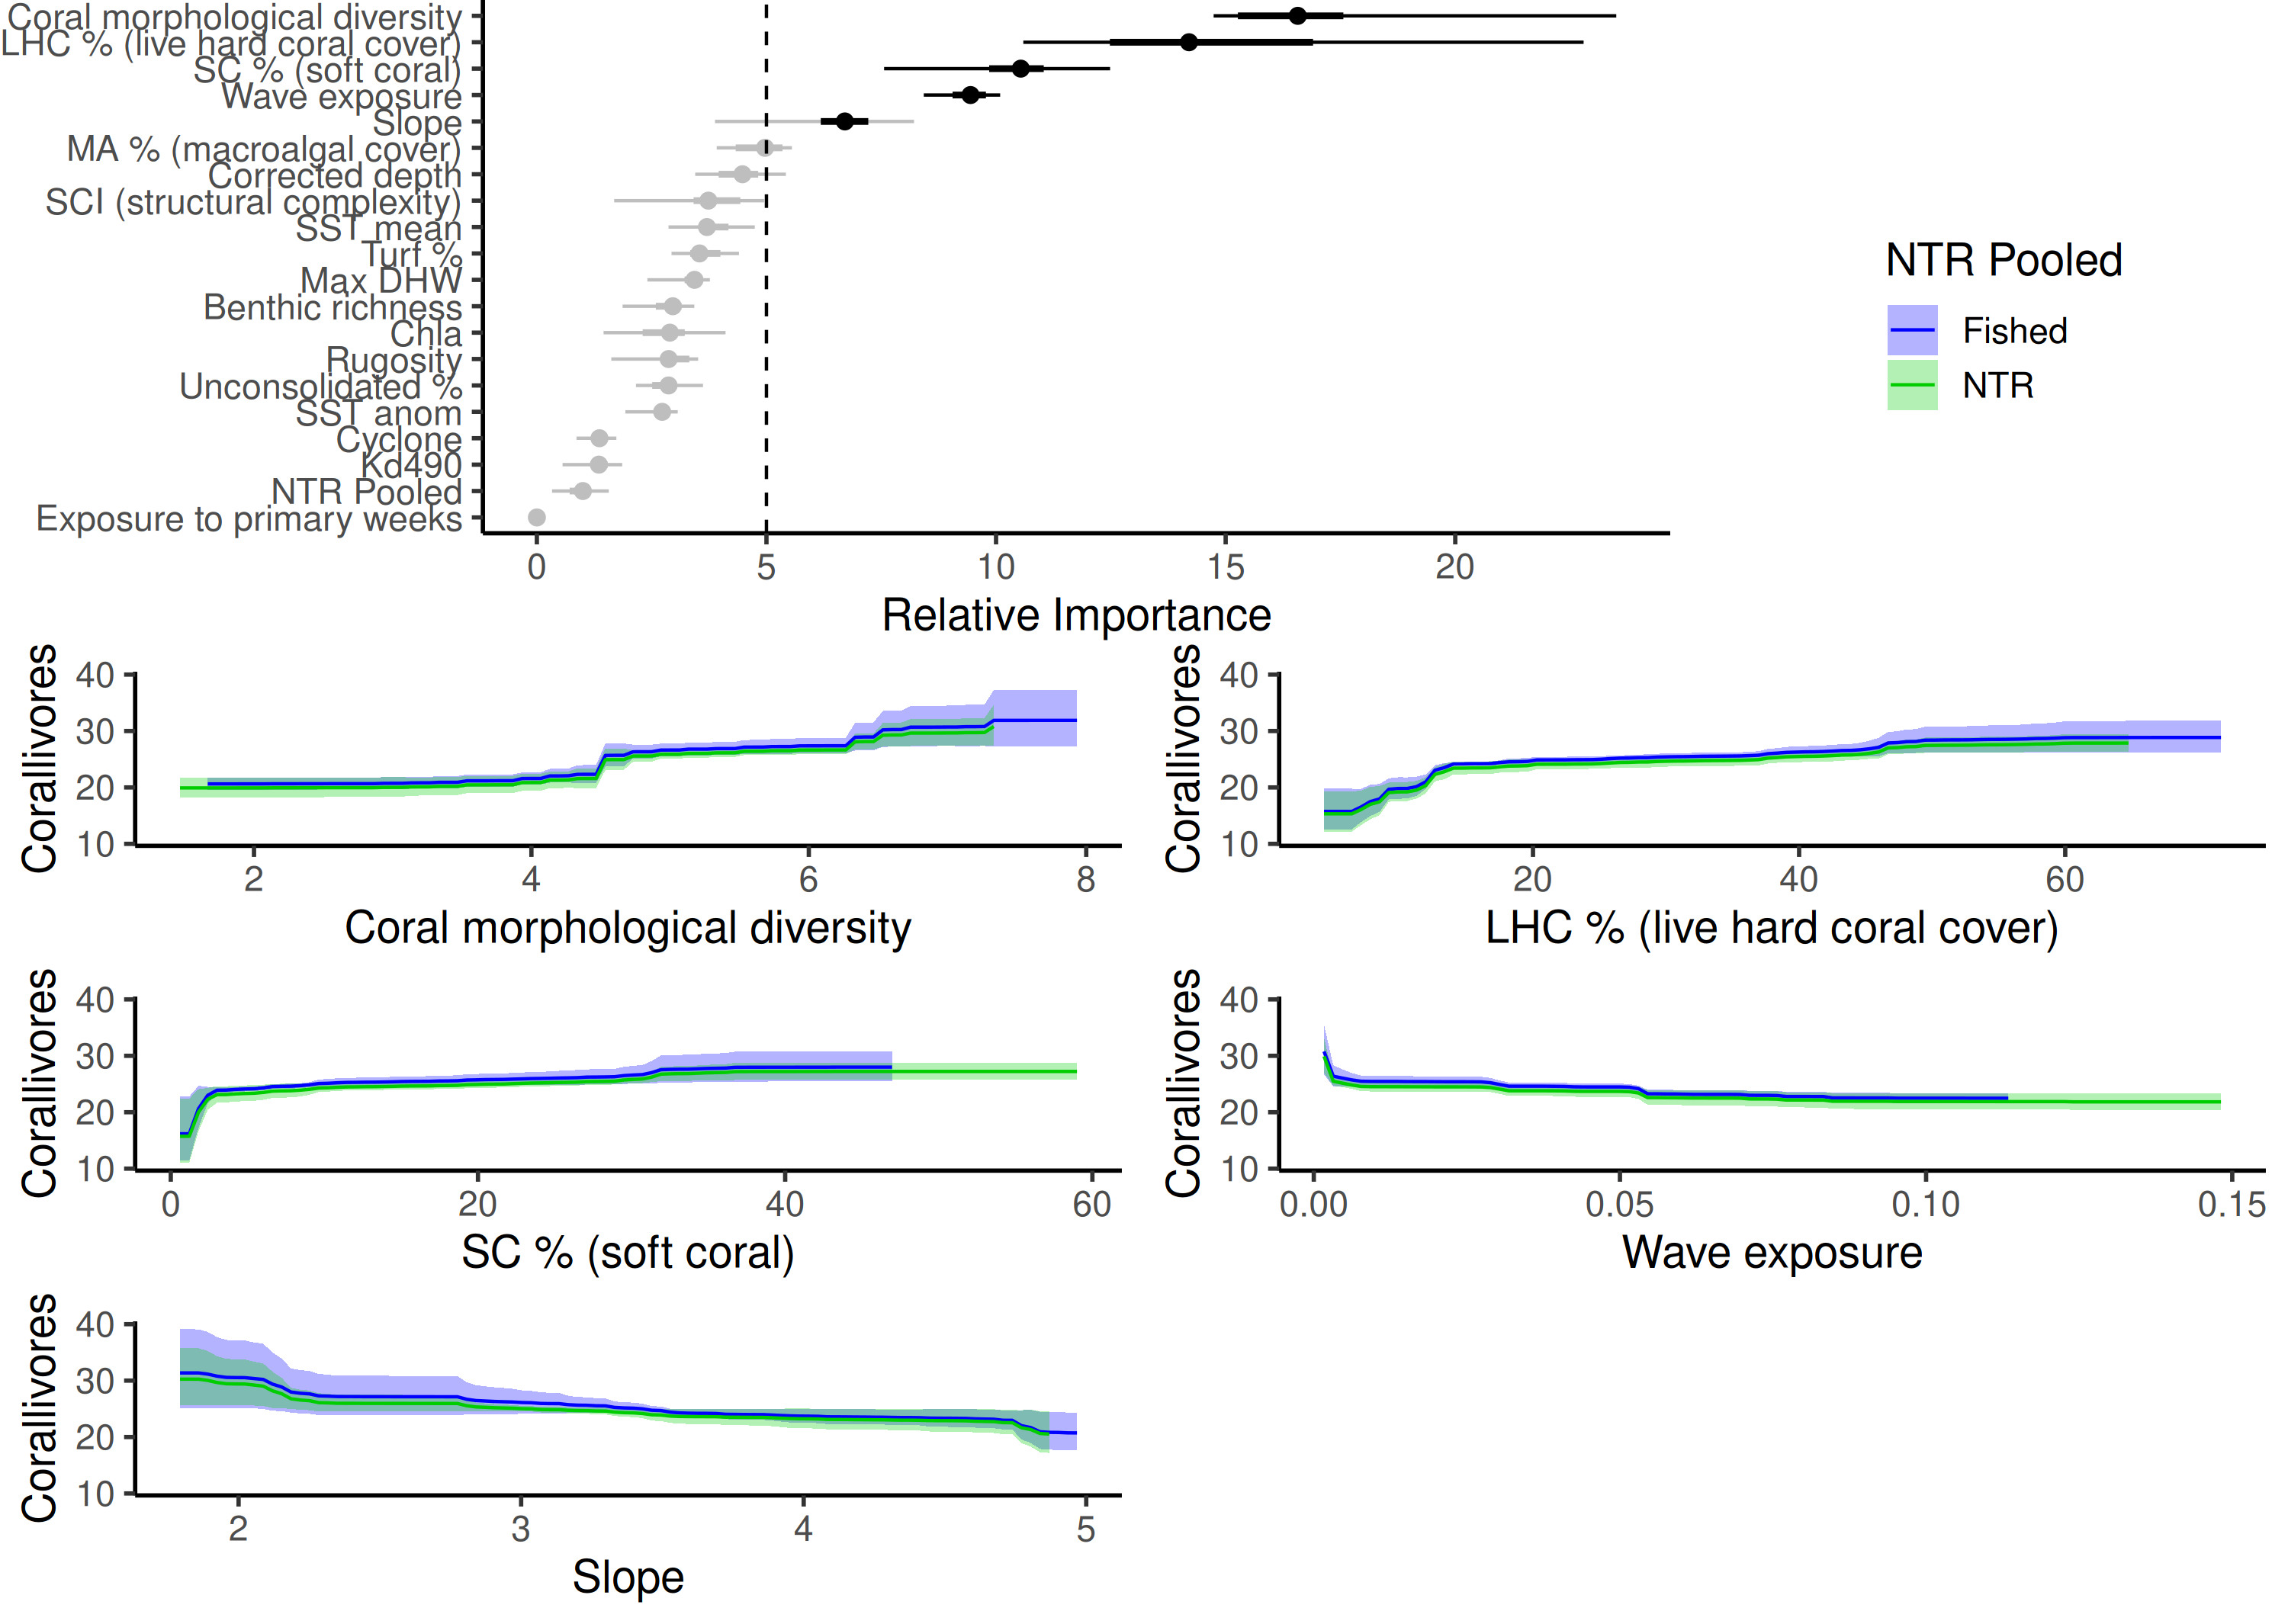 Coral morphological diversity
LHC % (live hard coral cover)
SC % (soft coral)
Wave exposure
Slope
MA % (macroalgal cover)
Corrected depth
SCI (structural complexity)
SST mean
Turf %
Max DHW
Benthic richness
Chla
Rugosity
Unconsolidated %
SST anom
Cyclone
Kd490
NTR Pooled
Exposure to primary weeks
0 5 10 15 20
Relative Importance
NTR Pooled
Fished
NTR
Corallivores
40
30
20
10
2 4 6 8
Coral morphological diversity
Corallivores
40
30
20
10
20 40 60
LHC % (live hard coral cover)
Corallivores
40
30
20
10
0 20 40 60
SC % (soft coral)
Corallivores
40
30
20
10
0.00 0.05 0.10 0.15
Wave exposure
Corallivores
40
30
20
10
2 3 4 5
Slope